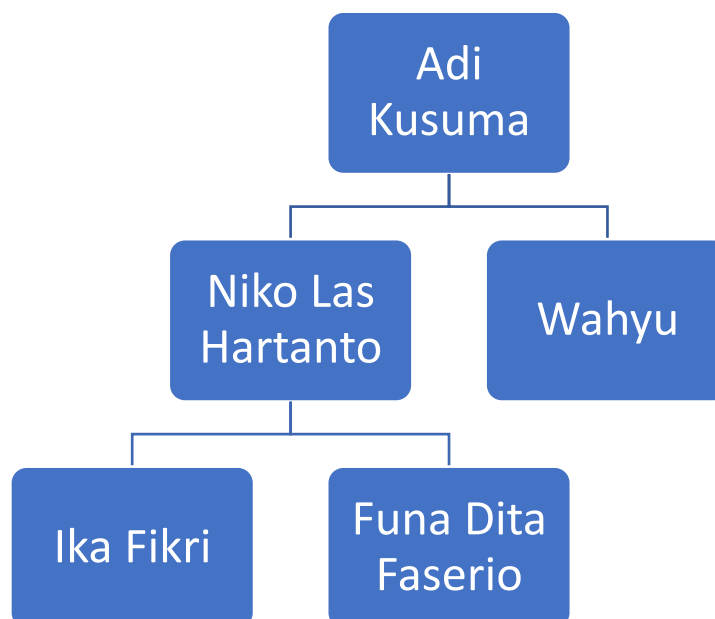 Adi
Kusuma
Niko Las
Hartanto
Wahyu
Ika Fikri
Funa Dita
Faserio